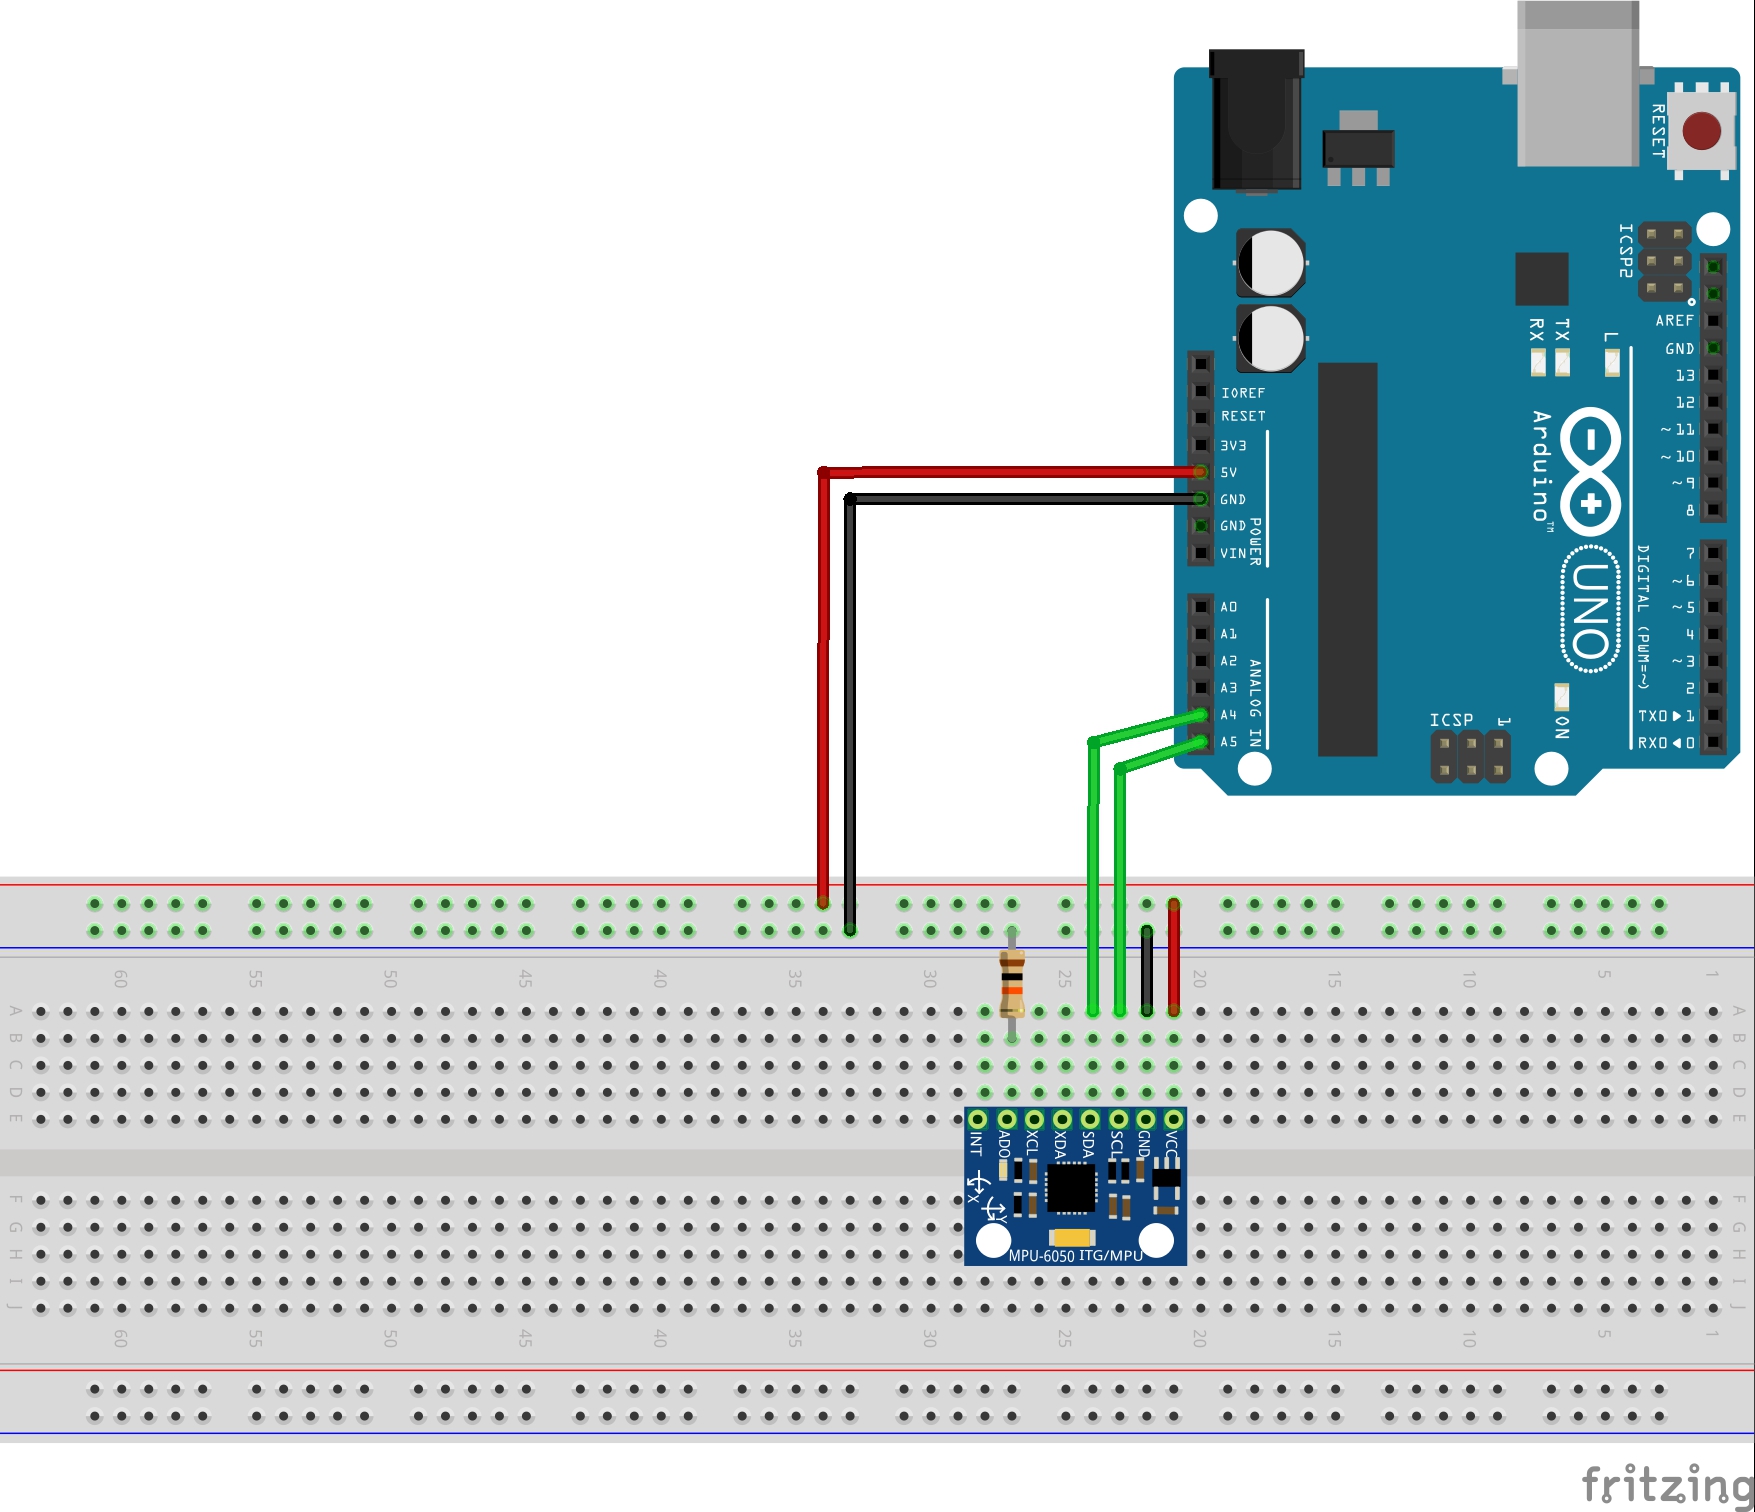 RESET
ICSP2
AREF
GND
13
12
~11
~10
~9
8
RX
TX
L
IOREF
RESET
3V3
5V
GND
GND
VIN
POWER
Arduino™
UNO
7
~6
~5
4
~3
2
TX0▶1
RX0◀0
DIGITAL (PWM=~)
A0
A1
A2
A3
A4
A5
ANALOG IN
ICSP
1
ON
60
55
50
45
40
35
30
25
20
15
10
5
1
A
A
B
B
C
C
D
D
E
E
INT
AD0
XCL
XDA
SDA
SCL
GND
VCC
X
Y
MPU-6050 ITG/MPU
F
F
G
G
H
H
I
I
J
J
60
55
50
45
40
35
30
25
20
15
10
5
1
fritzing